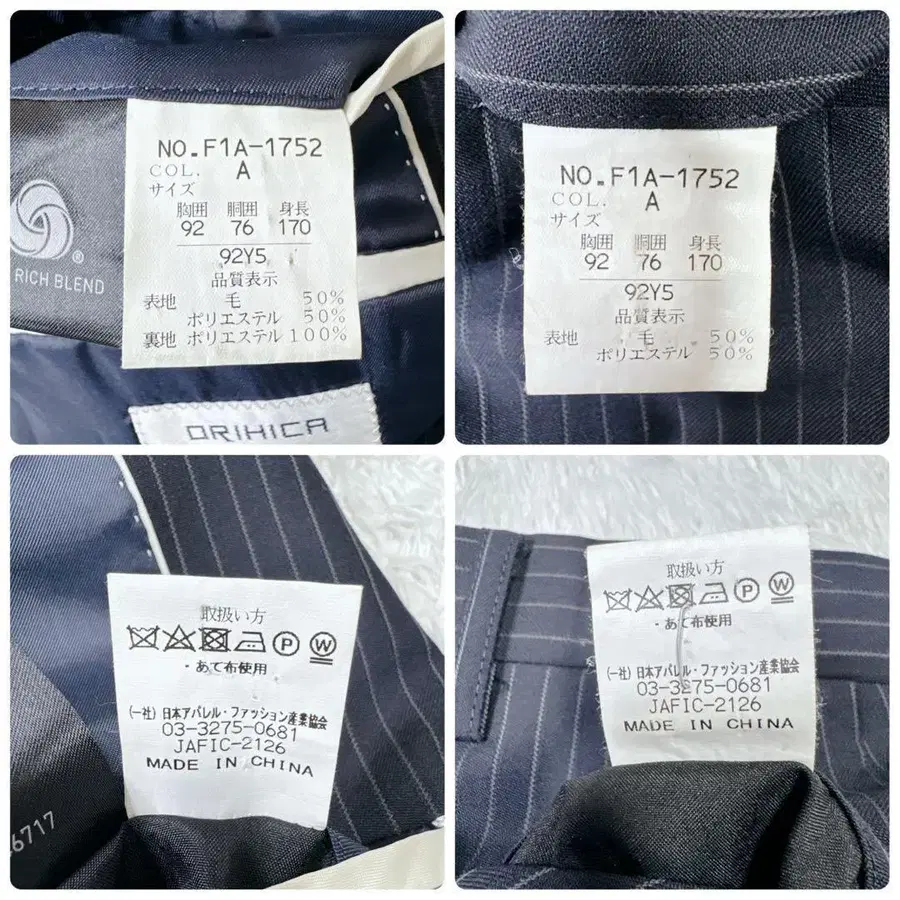 NO.F1A-1752
COL. A
サイズ
胸囲 胴囲 身長
92 76 170
92Y5
品質表示
表地 毛 50%
ポリエステル 50%
裏地 ポリエステル 100%
®
RICH BLEND
ORIHICA
NO.F1A-1752
COL. A
サイズ
胸囲 胴囲 身長
92 76 170
92Y5
品質表示
表地 毛 50%
ポリエステル 50%
取扱い方
P W
・あて布使用
(一社) 日本アパレル・ファッション産業協会
03-3275-0681
JAFIC-2126
MADE IN CHINA
6717
取扱い方
P W
・あて布使用
(一社) 日本アパレル・ファッション産業協会
03-3275-0681
JAFIC-2126
MADE IN CHINA